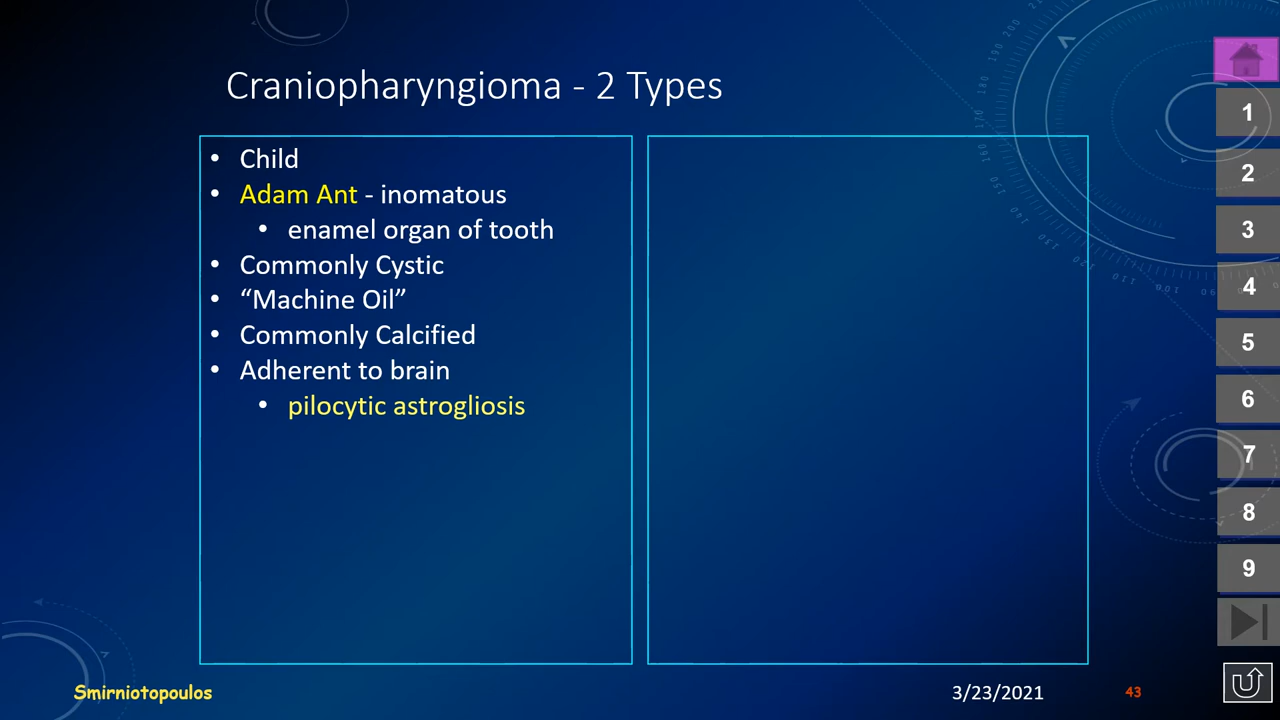 Craniopharyngioma - 2 Types
• Child
• Adam Ant - inomatous
• enamel organ of tooth
• Commonly Cystic
• “Machine Oil”
• Commonly Calcified
• Adherent to brain
• pilocytic astrogliosis
1
2
3
4
5
6
7
8
9
Smirniotopoulos
3/23/2021
43